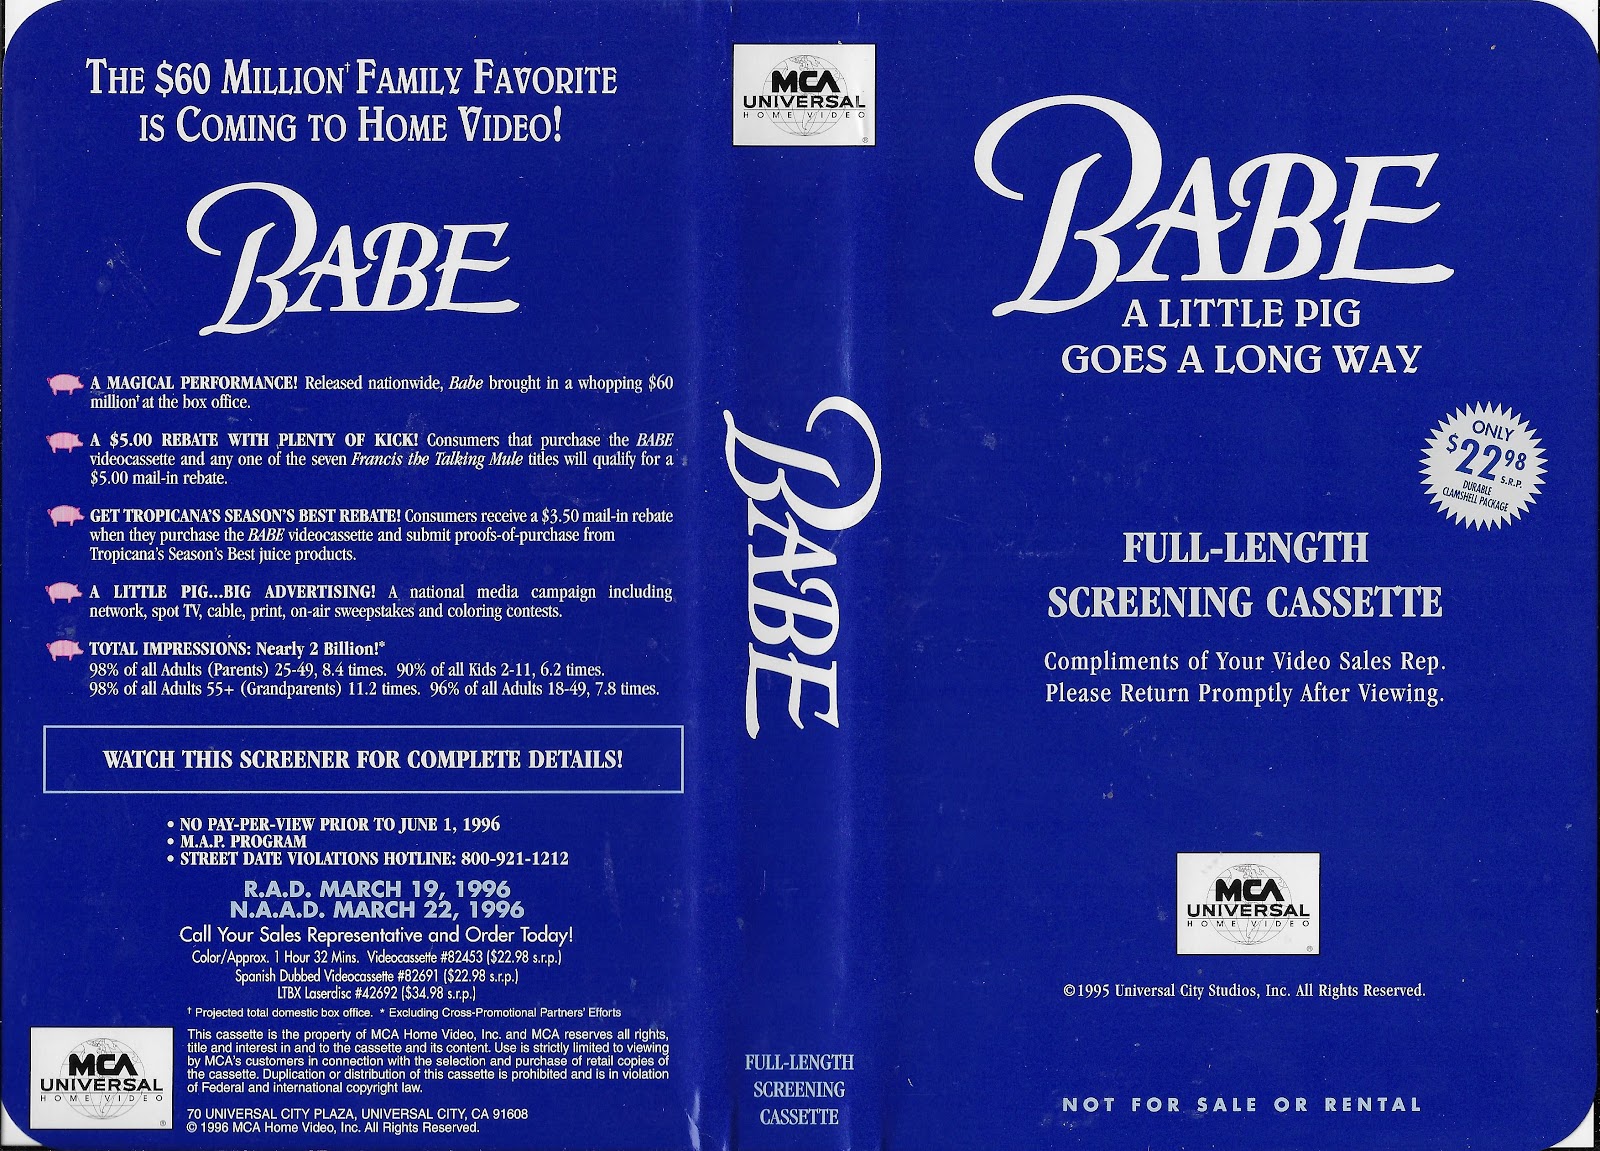 THE $60 MILLION† FAMILY FAVORITE
IS COMING TO HOME VIDEO!
BABE
A MAGICAL PERFORMANCE! Released nationwide, Babe brought in a whopping $60
million† at the box office.
A $5.00 REBATE WITH PLENTY OF KICK! Consumers that purchase the BABE
videocassette and any one of the seven Francis the Talking Mule titles will qualify for a
$5.00 mail-in rebate.
GET TROPICANA'S SEASON'S BEST REBATE! Consumers receive a $3.50 mail-in rebate
when they purchase the BABE videocassette and submit proofs-of-purchase from
Tropicana's Season's Best juice products.
A LITTLE PIG...BIG ADVERTISING! A national media campaign including
network, spot TV, cable, print, on-air sweepstakes and coloring contests.
TOTAL IMPRESSIONS: Nearly 2 Billion!*
98% of all Adults (Parents) 25-49, 8.4 times. 90% of all Kids 2-11, 6.2 times.
98% of all Adults 55+ (Grandparents) 11.2 times. 96% of all Adults 18-49, 7.8 times.
WATCH THIS SCREENER FOR COMPLETE DETAILS!
• NO PAY-PER-VIEW PRIOR TO JUNE 1, 1996
• M.A.P. PROGRAM
• STREET DATE VIOLATIONS HOTLINE: 800-921-1212
R.A.D. MARCH 19, 1996
N.A.A.D. MARCH 22, 1996
Call Your Sales Representative and Order Today!
Color/Approx. 1 Hour 32 Mins. Videocassette #82453 ($22.98 s.r.p.)
Spanish Dubbed Videocassette #82691 ($22.98 s.r.p.)
LTBX Laserdisc #42692 ($34.98 s.r.p.)
† Projected total domestic box office. * Excluding Cross-Promotional Partners' Efforts
MCA
UNIVERSAL
HOME VIDEO
®
This cassette is the property of MCA Home Video, Inc. and MCA reserves all rights,
title and interest in and to the cassette and its content. Use is strictly limited to viewing
by MCA's customers in connection with the selection and purchase of retail copies of
the cassette. Duplication or distribution of this cassette is prohibited and is in violation
of Federal and international copyright law.
70 UNIVERSAL CITY PLAZA, UNIVERSAL CITY, CA 91608
© 1996 MCA Home Video, Inc. All Rights Reserved.
MCA
UNIVERSAL
HOME VIDEO
®
BABE
FULL-LENGTH
SCREENING
CASSETTE
BABE
A LITTLE PIG
GOES A LONG WAY
ONLY
$22.98
S.R.P.
DURABLE
CLAMSHELL PACKAGE
FULL-LENGTH
SCREENING CASSETTE
Compliments of Your Video Sales Rep.
Please Return Promptly After Viewing.
MCA
UNIVERSAL
HOME VIDEO
®
©1995 Universal City Studios, Inc. All Rights Reserved.
NOT FOR SALE OR RENTAL